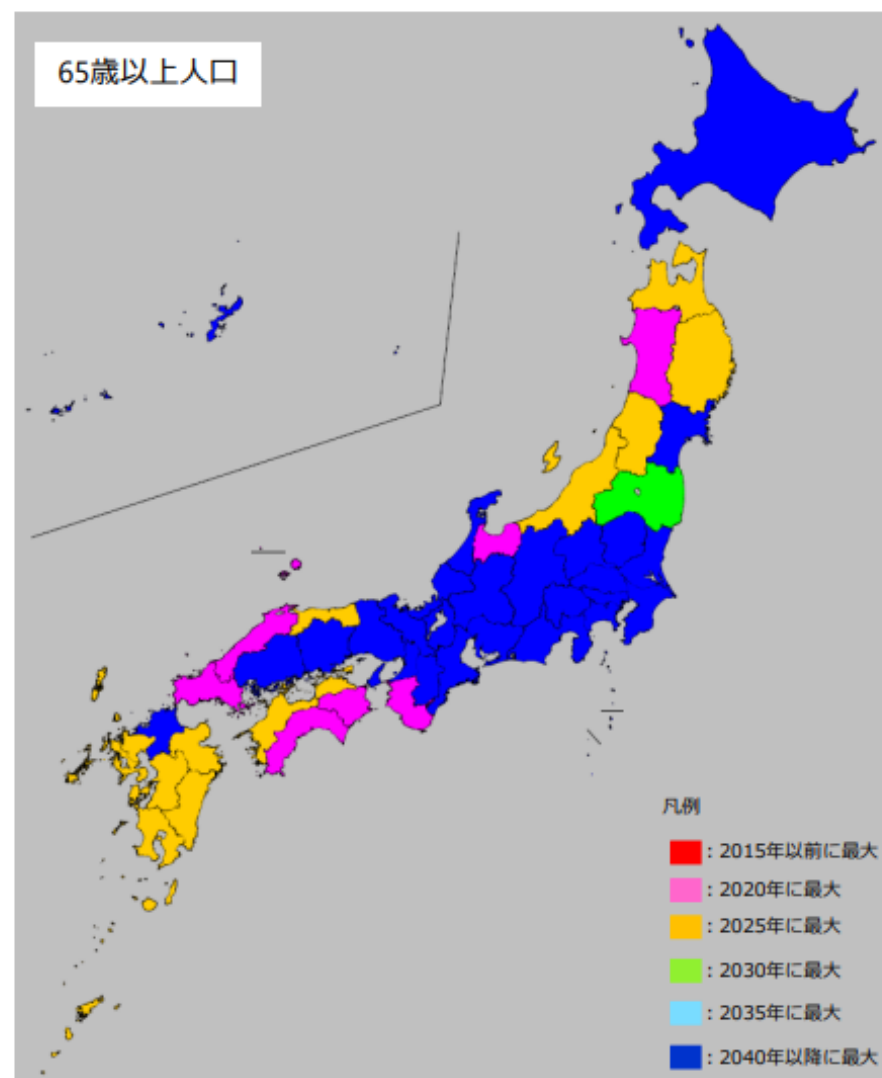 65歳以上人口
凡例
：2015年以前に最大
：2020年に最大
：2025年に最大
：2030年に最大
：2035年に最大
：2040年以降に最大